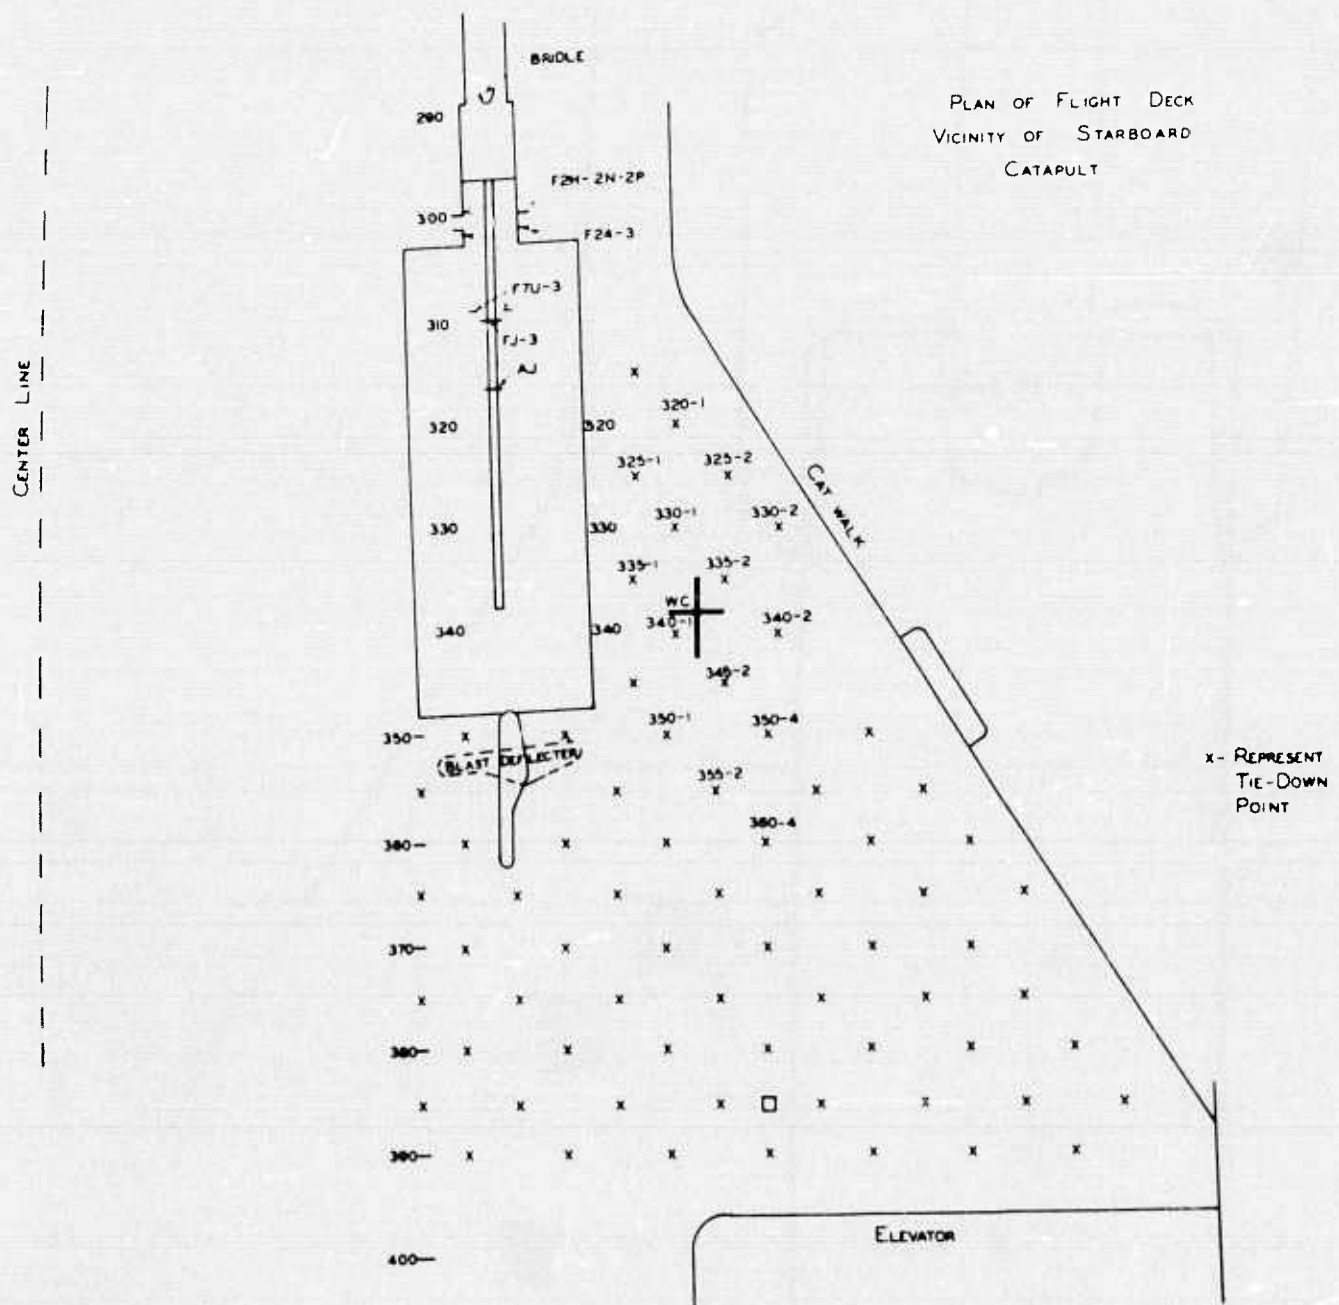 BRIDLE
PLAN OF FLIGHT DECK
VICINITY OF STARBOARD
CATAPULT
290
F2H-2N-2P
300
F24-3
F7U-3
310
FJ-3
AJ
CENTER LINE
320-1
320
320
325-1 325-2
CAT WALK
330-1 330-2
330
330
335-1 335-2
WC
340
340
340-1 340-2
345-2
350-1 350-4
350
BLAST DEFLECTER
X- REPRESENT
TIE-DOWN
POINT
355-2
360-4
360
370
380
390
ELEVATOR
400